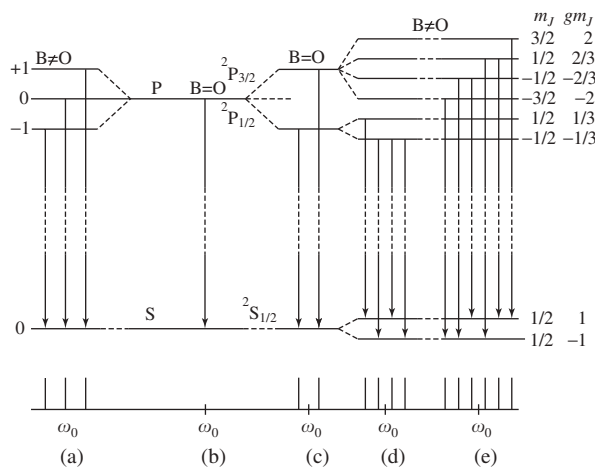 B≠O m_J gm_J
3/2 2
B≠O B=O 1/2 2/3
+1 ²P₃/₂ −1/2 −2/3
0 P B=O −3/2 −2
²P₁/₂ 1/2 1/3
−1 −1/2 −1/3
S ²S₁/₂ 1/2 1
0 1/2 −1
ω₀ ω₀ ω₀ ω₀ ω₀
(a) (b) (c) (d) (e)